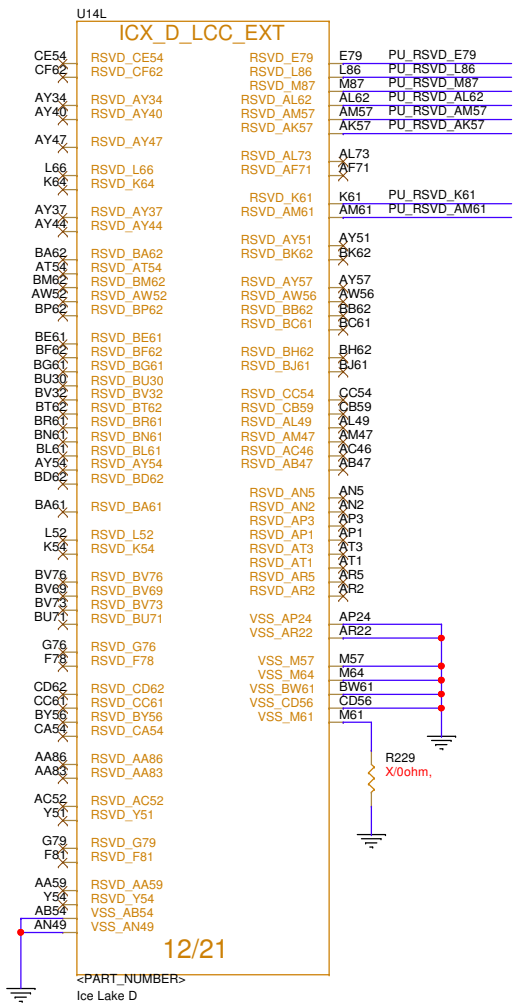 U14L
ICX_D_LCC_EXT
CE54 RSVD_CE54 RSVD_E79 E79 PU_RSVD_E79
CF62 RSVD_CF62 RSVD_L86 L86 PU_RSVD_L86
RSVD_M87 M87 PU_RSVD_M87
AY34 RSVD_AY34 RSVD_AL62 AL62 PU_RSVD_AL62
AY40 RSVD_AY40 RSVD_AM57 AM57 PU_RSVD_AM57
RSVD_AK57 AK57 PU_RSVD_AK57
AY47 RSVD_AY47
RSVD_AL73 AL73
L66 RSVD_L66 RSVD_AF71 AF71
K64 RSVD_K64
RSVD_K61 K61 PU_RSVD_K61
AY37 RSVD_AY37 RSVD_AM61 AM61 PU_RSVD_AM61
AY44 RSVD_AY44
RSVD_AY51 AY51
BA62 RSVD_BA62 RSVD_BK62 BK62
AT54 RSVD_AT54
BM62 RSVD_BM62 RSVD_AY57 AY57
AW52 RSVD_AW52 RSVD_AW56 AW56
BP62 RSVD_BP62 RSVD_BB62 BB62
RSVD_BC61 BC61
BE61 RSVD_BE61
BF62 RSVD_BF62 RSVD_BH62 BH62
BG61 RSVD_BG61 RSVD_BJ61 BJ61
BU30 RSVD_BU30
BV32 RSVD_BV32 RSVD_CC54 CC54
BT62 RSVD_BT62 RSVD_CB59 CB59
BR61 RSVD_BR61 RSVD_AL49 AL49
BN61 RSVD_BN61 RSVD_AM47 AM47
BL61 RSVD_BL61 RSVD_AC46 AC46
AY54 RSVD_AY54 RSVD_AB47 AB47
BD62 RSVD_BD62
RSVD_AN5 AN5
BA61 RSVD_BA61 RSVD_AN2 AN2
RSVD_AP3 AP3
L52 RSVD_L52 RSVD_AP1 AP1
K54 RSVD_K54 RSVD_AT3 AT3
RSVD_AT1 AT1
BV76 RSVD_BV76 RSVD_AR5 AR5
BV69 RSVD_BV69 RSVD_AR2 AR2
BV73 RSVD_BV73
BU71 RSVD_BU71 VSS_AP24 AP24
VSS_AR22 AR22
G76 RSVD_G76
F78 RSVD_F78 VSS_M57 M57
VSS_M64 M64
CD62 RSVD_CD62 VSS_BW61 BW61
CC61 RSVD_CC61 VSS_CD56 CD56
BY56 RSVD_BY56 VSS_M61 M61
CA54 RSVD_CA54
AA86 RSVD_AA86
AA83 RSVD_AA83
R229
X/0ohm,
AC52 RSVD_AC52
Y51 RSVD_Y51
G79 RSVD_G79
F81 RSVD_F81
AA59 RSVD_AA59
Y54 RSVD_Y54
AB54 VSS_AB54
AN49 VSS_AN49
12/21
<PART_NUMBER>
Ice Lake D